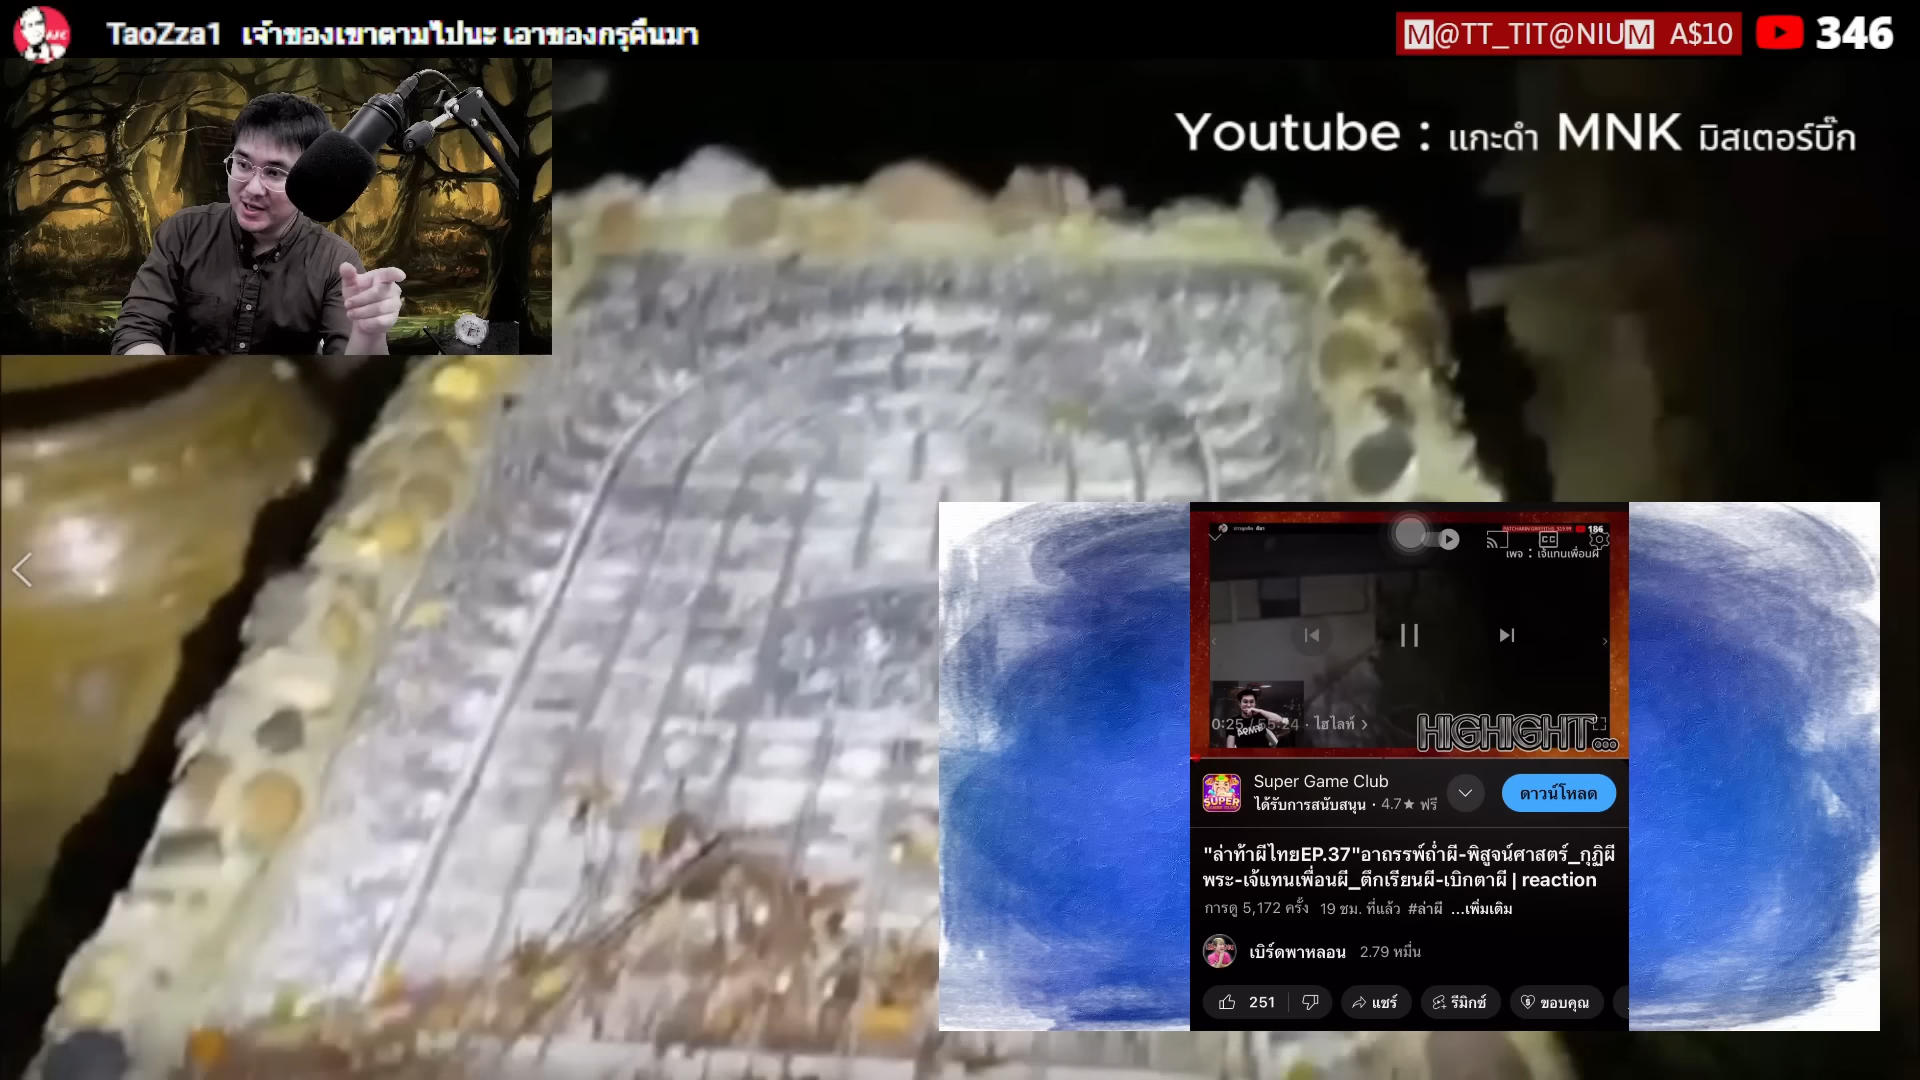 TaoZza1 เจ้าของเขาตามไปนะ เอาของกรุคืนมา
M@TT_TIT@NIUM A$10
346
Youtube : แกะดำ MNK มิสเตอร์บิ๊ก
PATCHARIN GRIFFITHS
186
เพจ : เจ๊แทนเพื่อนผี
0:25 / 55:24 · ไฮไลท์
HIGHIGHT...
Super Game Club
ได้รับการสนับสนุน · 4.7★ ฟรี
ดาวน์โหลด
"ล่าท้าผีไทยEP.37"อาถรรพ์ถ้ำผี-พิสูจน์ศาสตร์_กุฏิผี
พระ-เจ๊แทนเพื่อนผี_ตึกเรียนผี-เบิกตาผี | reaction
การดู 5,172 ครั้ง 19 ชม. ที่แล้ว #ล่าผี ...เพิ่มเติม
เบิร์ดพาหลอน 2.79 หมื่น
251
แชร์
รีมิกซ์
ขอบคุณ